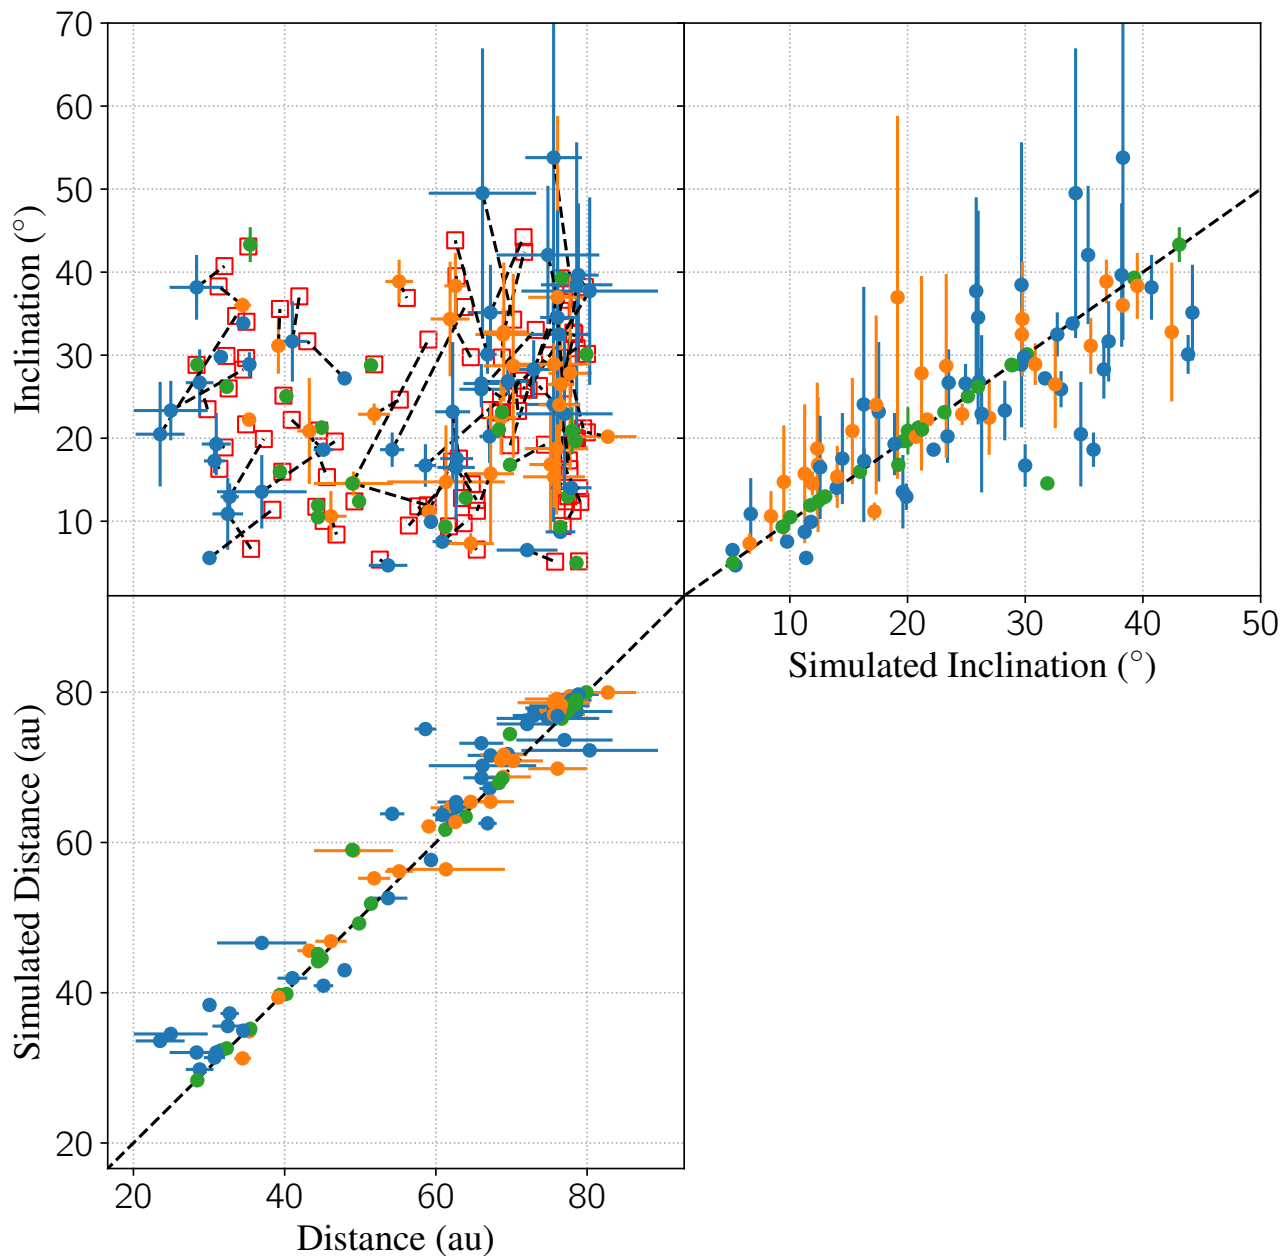 70
60
50
40
30
20
10
Inclination (°)
10 20 30 40 50
Simulated Inclination (°)
80
60
40
20
Simulated Distance (au)
20 40 60 80
Distance (au)